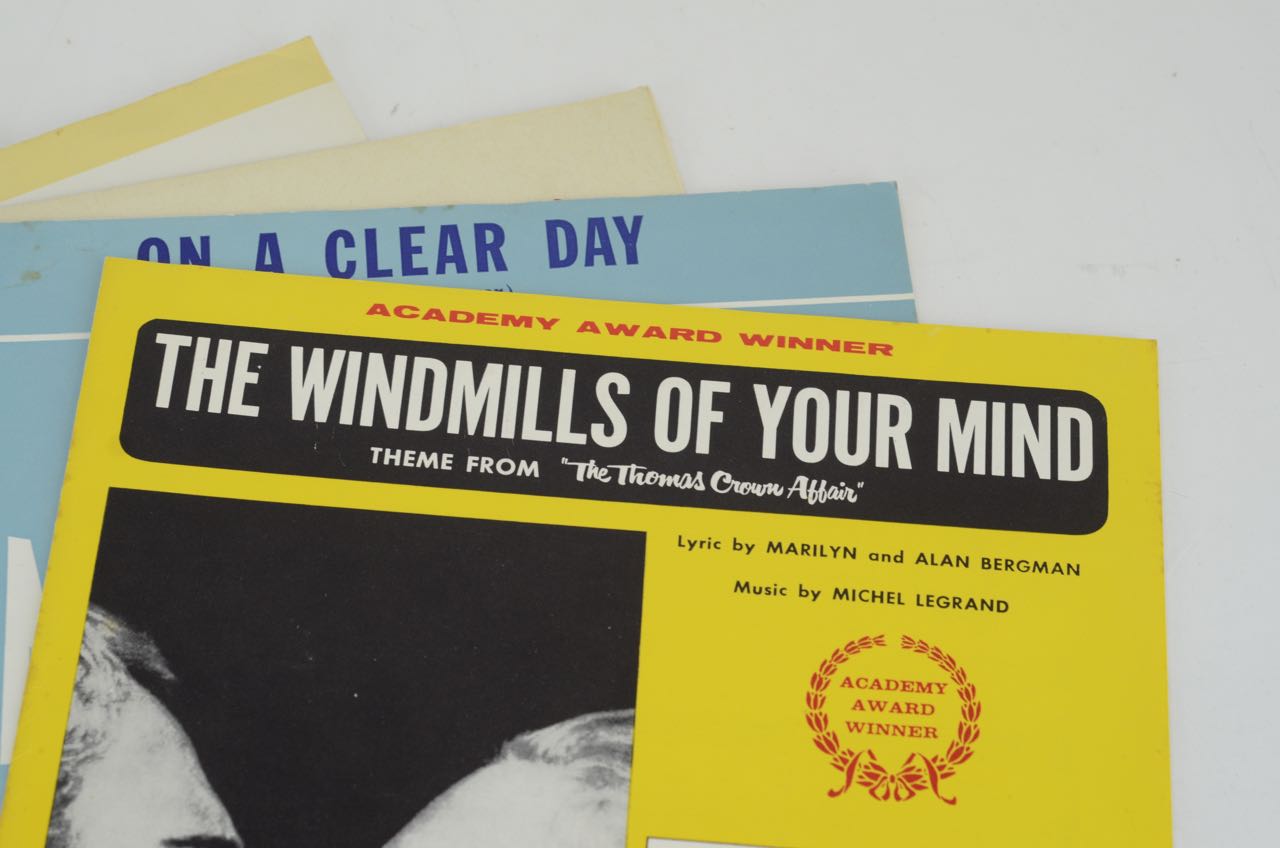 ON A CLEAR DAY
ACADEMY AWARD WINNER
THE WINDMILLS OF YOUR MIND
THEME FROM "The Thomas Crown Affair"
Lyric by MARILYN and ALAN BERGMAN
Music by MICHEL LEGRAND
ACADEMY
AWARD
WINNER